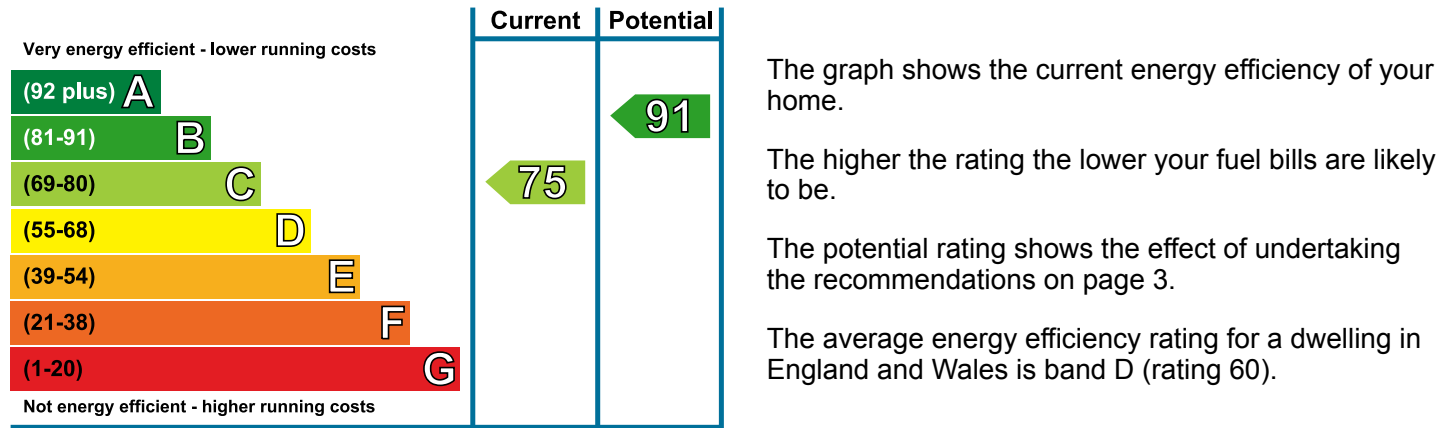 Current Potential
Very energy efficient - lower running costs
(92 plus) A
(81-91) B
(69-80) C
(55-68) D
(39-54) E
(21-38) F
(1-20) G
Not energy efficient - higher running costs
75
91
The graph shows the current energy efficiency of your
home.
The higher the rating the lower your fuel bills are likely
to be.
The potential rating shows the effect of undertaking
the recommendations on page 3.
The average energy efficiency rating for a dwelling in
England and Wales is band D (rating 60).